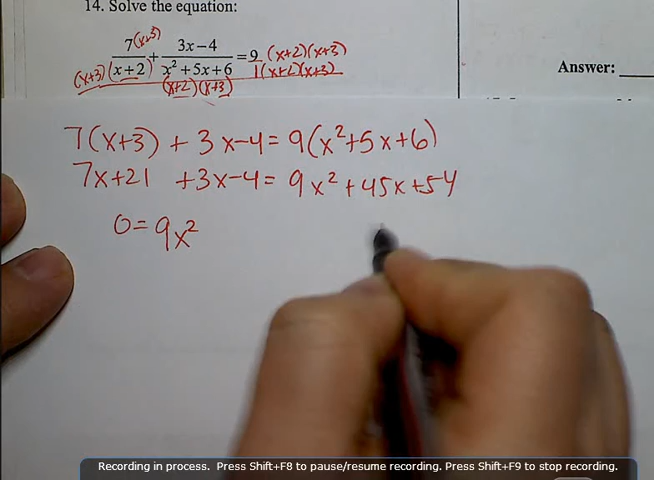 14. Solve the equation:
7(x+3)
(x+3)(x+2) + 3x-4
x² + 5x + 6 = 9 (x+2)(x+3)
1(x+2)(x+3)
(x+2)(x+3)
Answer:
7(x+3) + 3x-4 = 9(x²+5x+6)
7x+21 +3x-4 = 9x²+45x+54
0=9x²
Recording in process. Press Shift+F8 to pause/resume recording. Press Shift+F9 to stop recording.